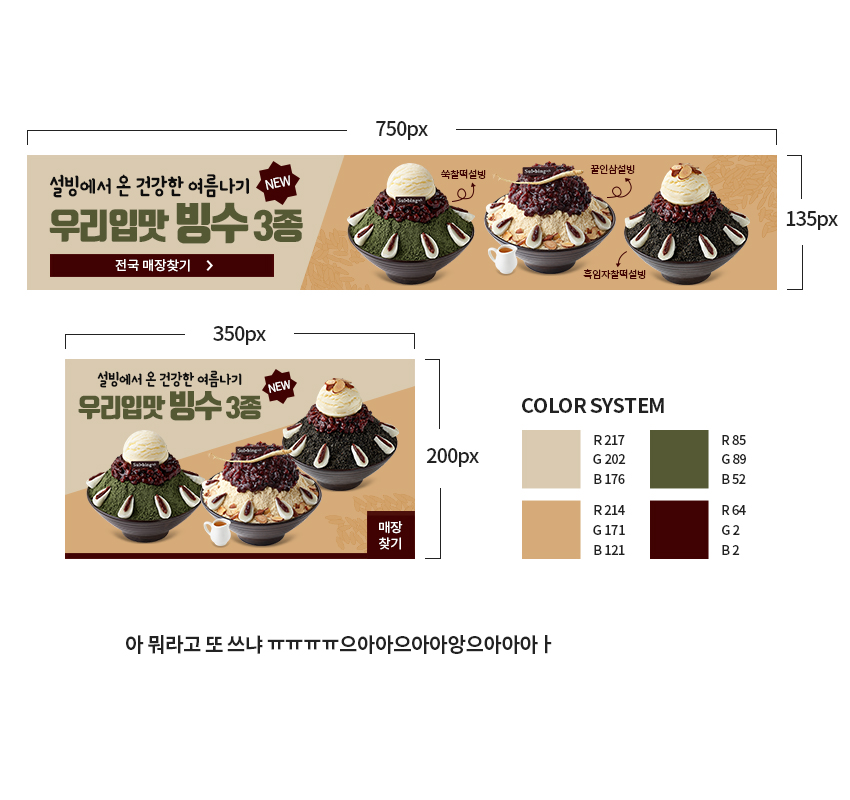 750px
설빙에서 온 건강한 여름나기
NEW
우리입맛 빙수 3종
전국 매장찾기 >
쑥찰떡설빙
꿀인삼설빙
흑임자찰떡설빙
Sulbing
Sulbing
135px
350px
설빙에서 온 건강한 여름나기
NEW
우리입맛 빙수 3종
Sulbing
Sulbing
매장
찾기
200px
COLOR SYSTEM
R 217
G 202
B 176
R 85
G 89
B 52
R 214
G 171
B 121
R 64
G 2
B 2
아 뭐라고 또 쓰냐 ㅠㅠㅠㅠ으아아으아아앙으아아아ㅏ